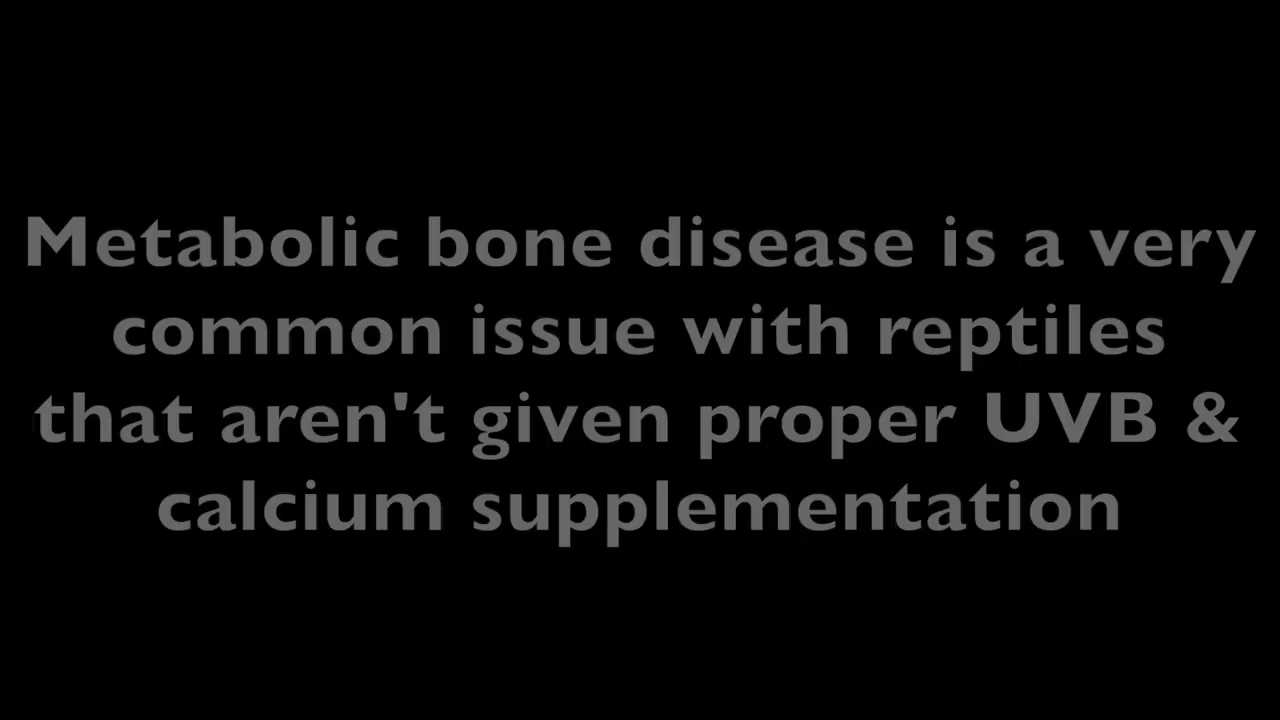 Metabolic bone disease is a very
common issue with reptiles
that aren't given proper UVB &
calcium supplementation